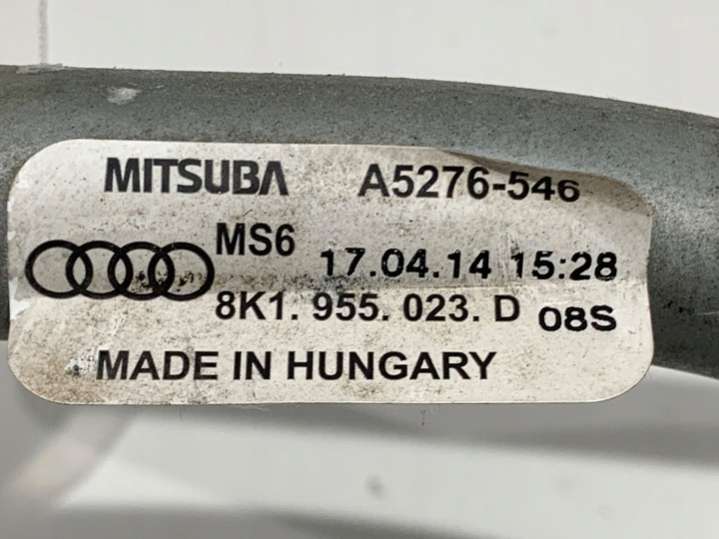 MITSUBA A5276-546
MS6 17.04.14 15:28
8K1. 955. 023. D 08S
MADE IN HUNGARY